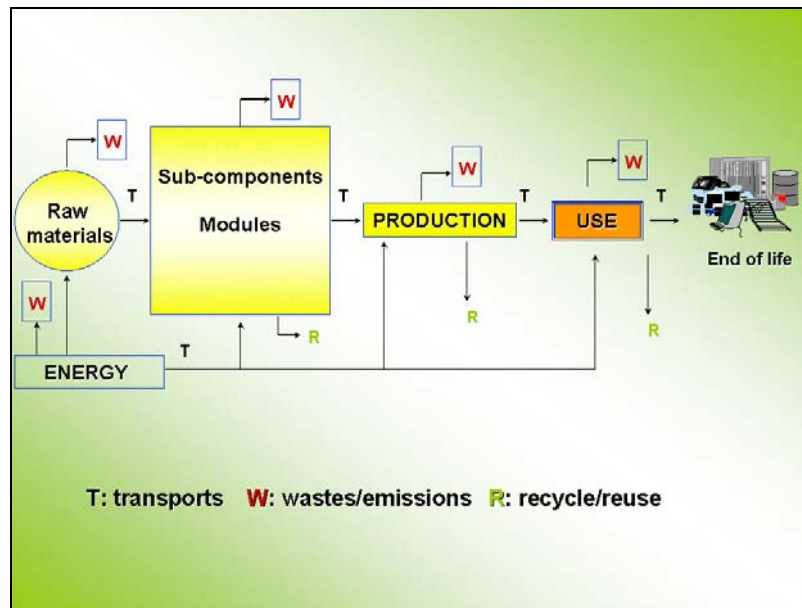 W
W
W
W
Sub-components
Modules
T
T
T
T
Raw
materials
PRODUCTION
USE
End of life
W
R
R
R
T
ENERGY
T: transports W: wastes/emissions R: recycle/reuse